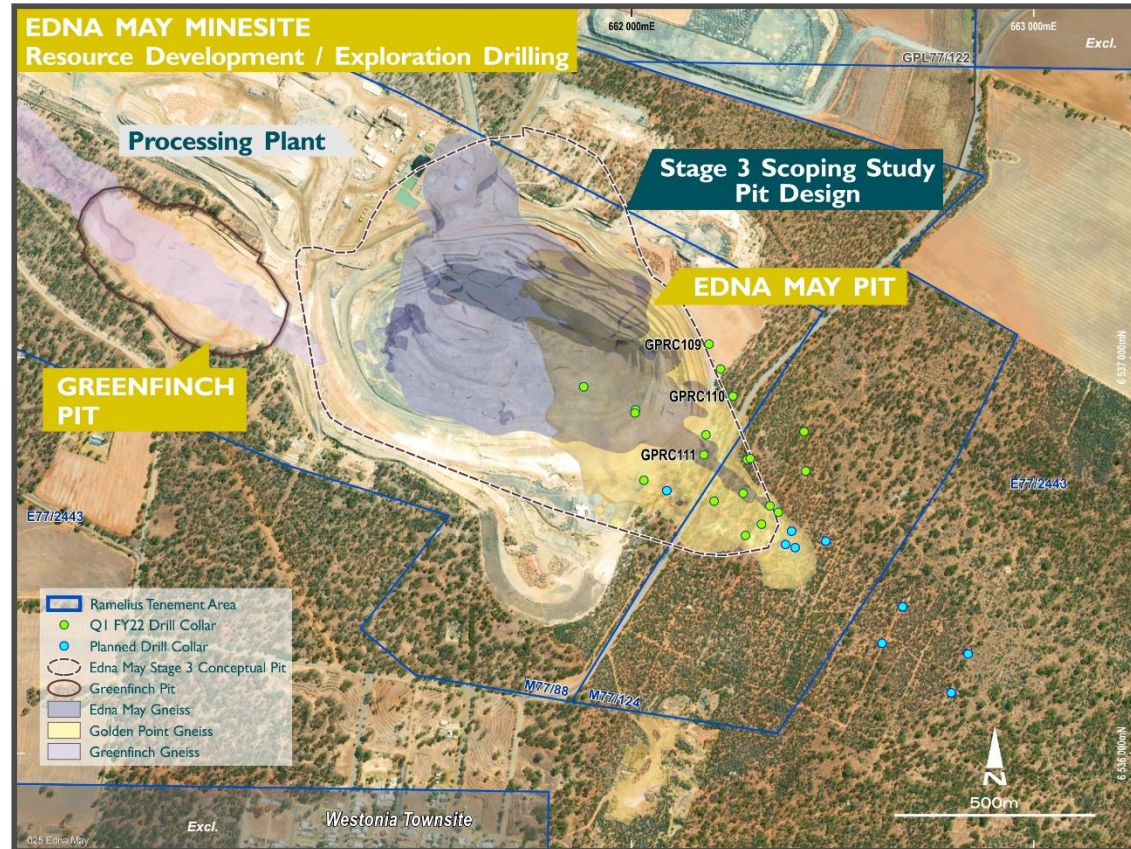 EDNA MAY MINESITE
Resource Development / Exploration Drilling
662 000mE
663 000mE
Excl.
GPL77/122
Processing Plant
Stage 3 Scoping Study
Pit Design
EDNA MAY PIT
GPRC109
6 537 000mN
GREENFINCH
PIT
GPRC110
GPRC111
E77/2443
E77/2443
Ramelius Tenement Area
Q1 FY22 Drill Collar
Planned Drill Collar
Edna May Stage 3 Conceptual Pit
Greenfinch Pit
Edna May Gneiss
Golden Point Gneiss
Greenfinch Gneiss
M77/88
M77/124
N
500m
6 536 000mN
Westonia Townsite
Excl.
025 Edna May